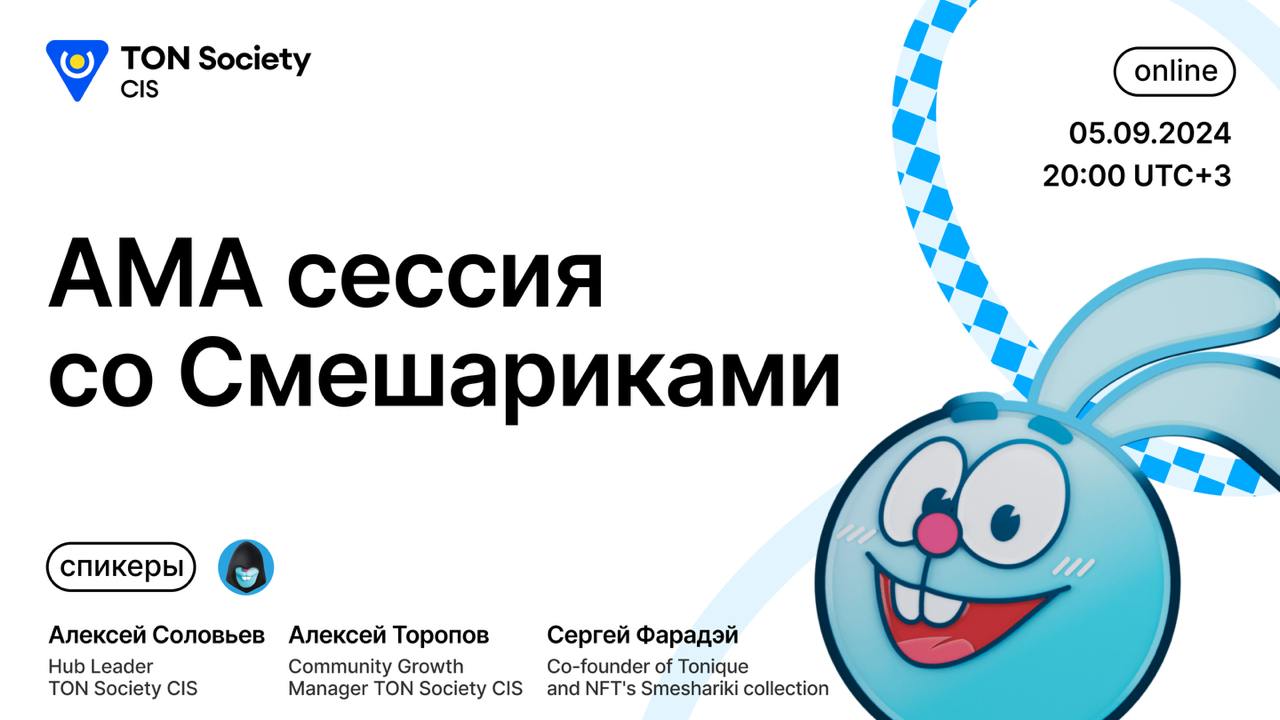 TON Society
CIS
online
05.09.2024
20:00 UTC+3
АМА сессия
со Смешариками
спикеры
Алексей Соловьев
Hub Leader
TON Society CIS
Алексей Торопов
Community Growth
Manager TON Society CIS
Сергей Фарадэй
Co-founder of Tonique
and NFT's Smeshariki collection